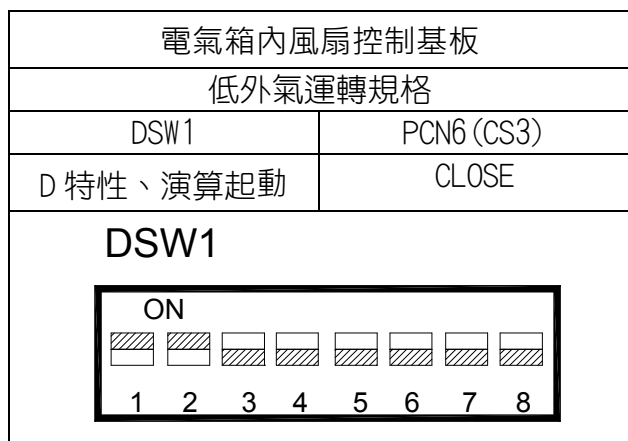 電氣箱內風扇控制基板
低外氣運轉規格
DSW1 PCN6(CS3)
D特性、演算起動 CLOSE
DSW1
ON
1 2 3 4 5 6 7 8